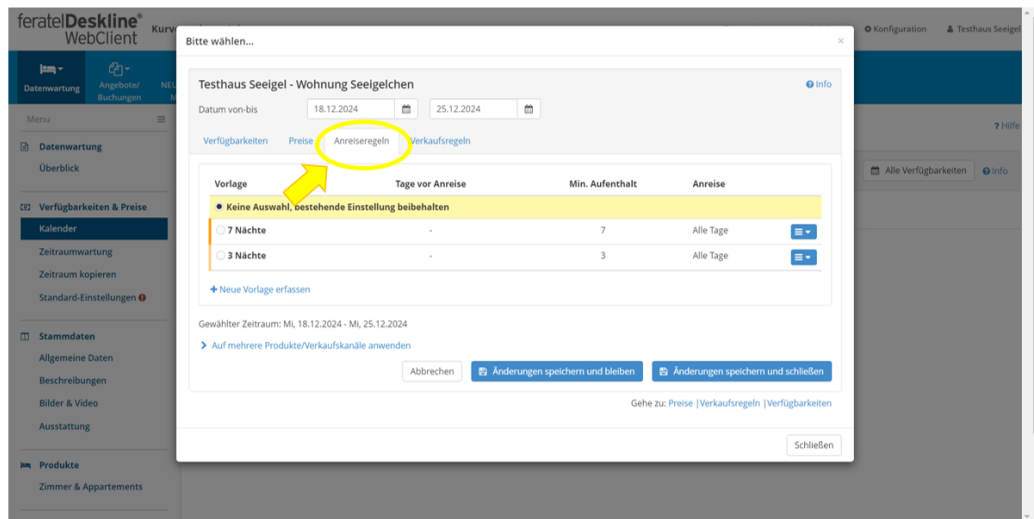 feratelDeskline®
WebClient
Kurv
Konfiguration
Testhaus Seeigel
Datenwartung
Angebote/
Buchungen
NEU
M
Menu
Datenwartung
Überblick
Verfügbarkeiten & Preise
Kalender
Zeitraumwartung
Zeitraum kopieren
Standard-Einstellungen
Stammdaten
Allgemeine Daten
Beschreibungen
Bilder & Video
Ausstattung
Produkte
Zimmer & Appartements
? Hilfe
Alle Verfügbarkeiten
Info
Bitte wählen...
×
Testhaus Seeigel - Wohnung Seeigelchen
Info
Datum von-bis 18.12.2024 25.12.2024
Verfügbarkeiten Preise Anreiseregeln Verkaufsregeln
Vorlage Tage vor Anreise Min. Aufenthalt Anreise
Keine Auswahl, bestehende Einstellung beibehalten
7 Nächte - 7 Alle Tage
3 Nächte - 3 Alle Tage
+ Neue Vorlage erfassen
Gewählter Zeitraum: Mi, 18.12.2024 - Mi, 25.12.2024
Auf mehrere Produkte/Verkaufskanäle anwenden
Abbrechen Änderungen speichern und bleiben Änderungen speichern und schließen
Gehe zu: Preise |Verkaufsregeln |Verfügbarkeiten
Schließen